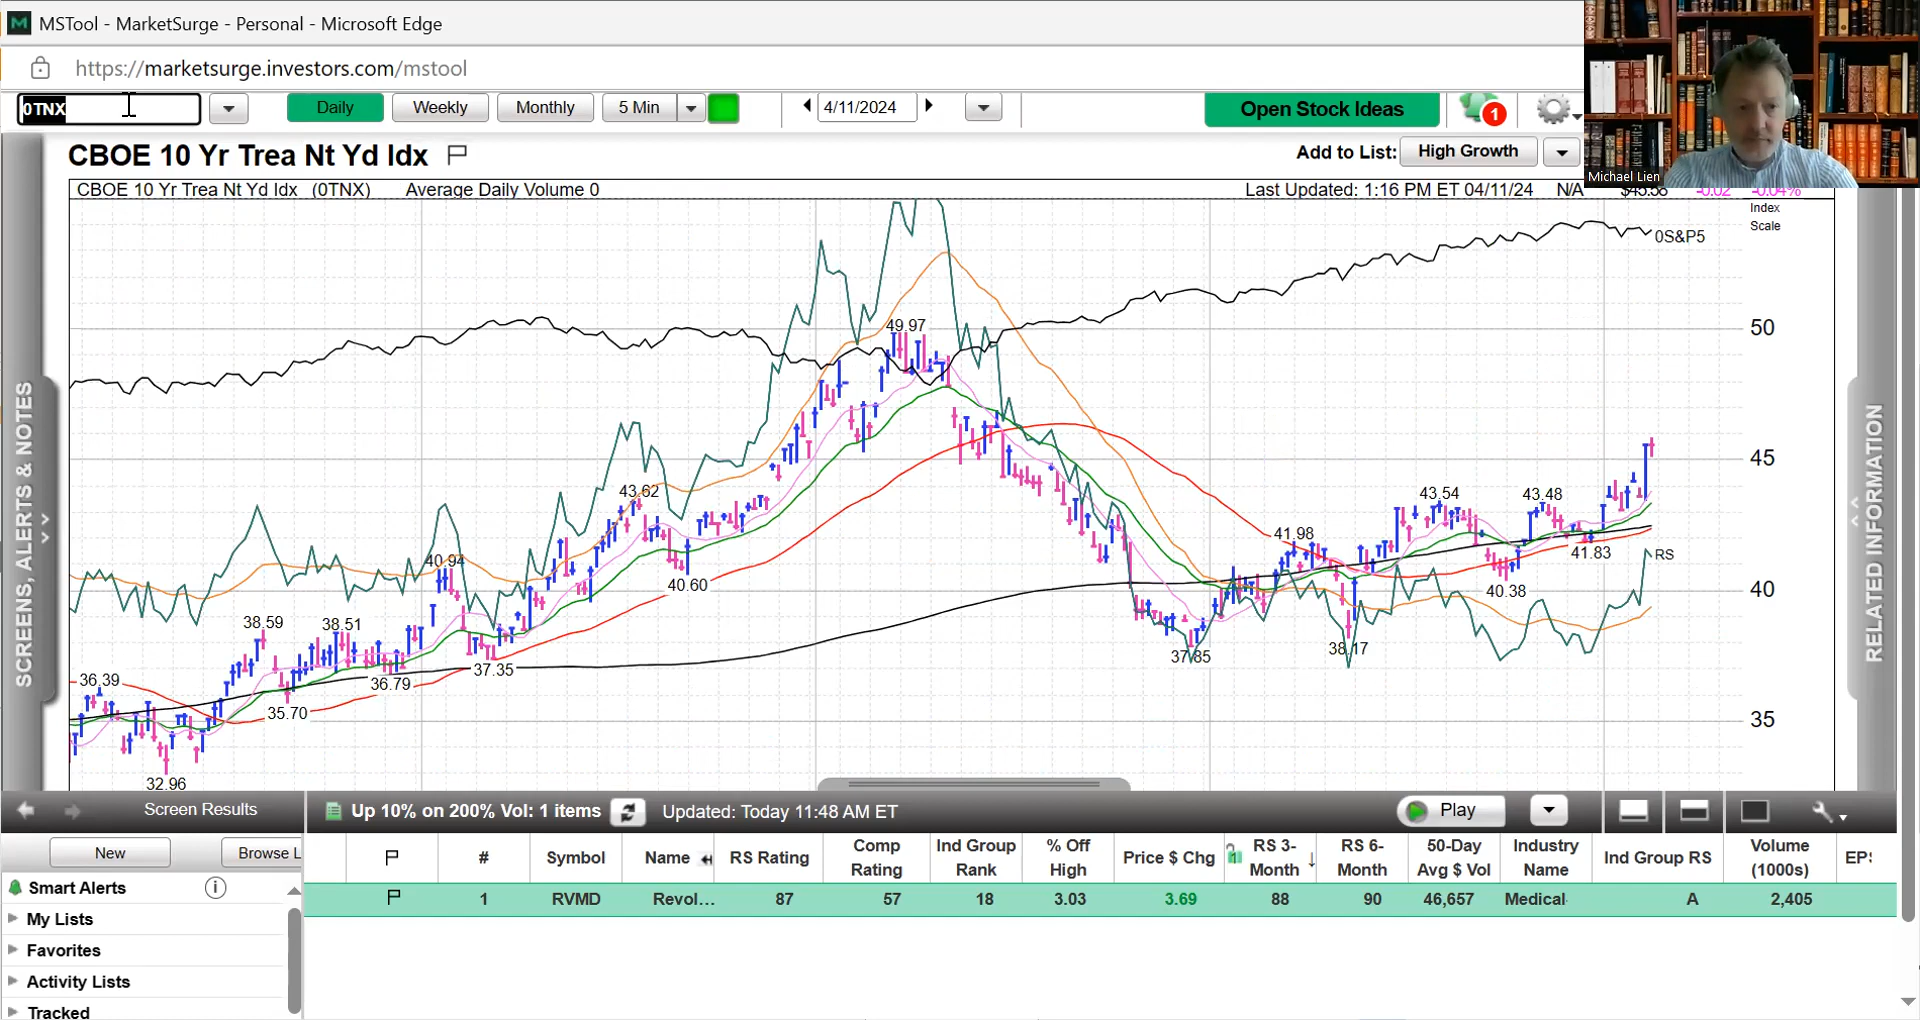 MSTool - MarketSurge - Personal - Microsoft Edge
https://marketsurge.investors.com/mstool
0TNX
Daily
Weekly
Monthly
5 Min
4/11/2024
Open Stock Ideas
1
CBOE 10 Yr Trea Nt Yd Idx
Add to List:
High Growth
Michael Lien
CBOE 10 Yr Trea Nt Yd Idx (0TNX) Average Daily Volume 0
Last Updated: 1:16 PM ET 04/11/24 N/A $45.58 -0.02 -0.04%
Index
Scale
0S&P5
49.97
50
45
43.62
43.54
43.48
41.98
41.83
RS
40.94
40.60
40.38
40
38.59
38.51
38.17
37.85
37.35
36.79
36.39
35.70
35
32.96
SCREENS, ALERTS & NOTES
RELATED INFORMATION
Screen Results
Up 10% on 200% Vol: 1 items
Updated: Today 11:48 AM ET
Play
New
Browse L
Smart Alerts
My Lists
Favorites
Activity Lists
Tracked
# Symbol Name RS Rating Comp Rating Ind Group Rank % Off High Price $ Chg RS 3-Month RS 6-Month 50-Day Avg $ Vol Industry Name Ind Group RS Volume (1000s)
1 RVMD Revol... 87 57 18 3.03 3.69 88 90 46,657 Medical A 2,405